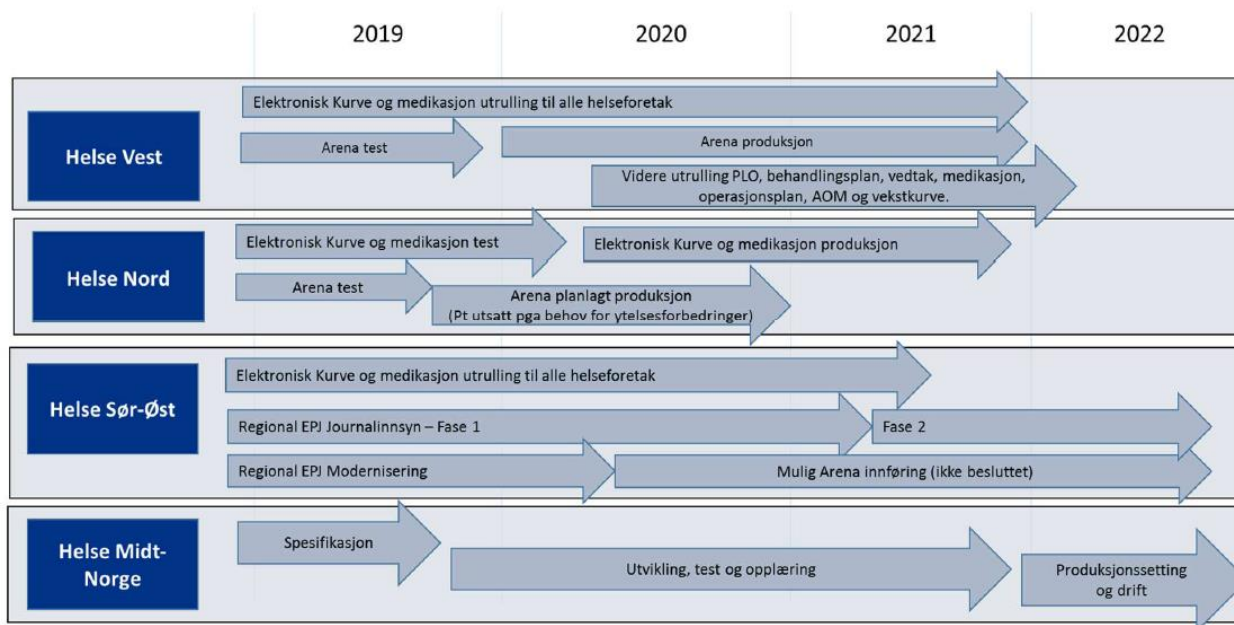 2019
2020
2021
2022
Helse Vest
Elektronisk Kurve og medikasjon utrulling til alle helseforetak
Arena test
Arena produksjon
Videre utrulling PLO, behandlingsplan, vedtak, medikasjon,
operasjonsplan, AOM og vekstkurve.
Helse Nord
Elektronisk Kurve og medikasjon test
Elektronisk Kurve og medikasjon produksjon
Arena test
Arena planlagt produksjon
(Pt utsatt pga behov for ytelsesforbedringer)
Helse Sør-Øst
Elektronisk Kurve og medikasjon utrulling til alle helseforetak
Regional EPJ Journalinnsyn – Fase 1
Fase 2
Regional EPJ Modernisering
Mulig Arena innføring (ikke besluttet)
Helse Midt-
Norge
Spesifikasjon
Utvikling, test og opplæring
Produksjonssetting
og drift